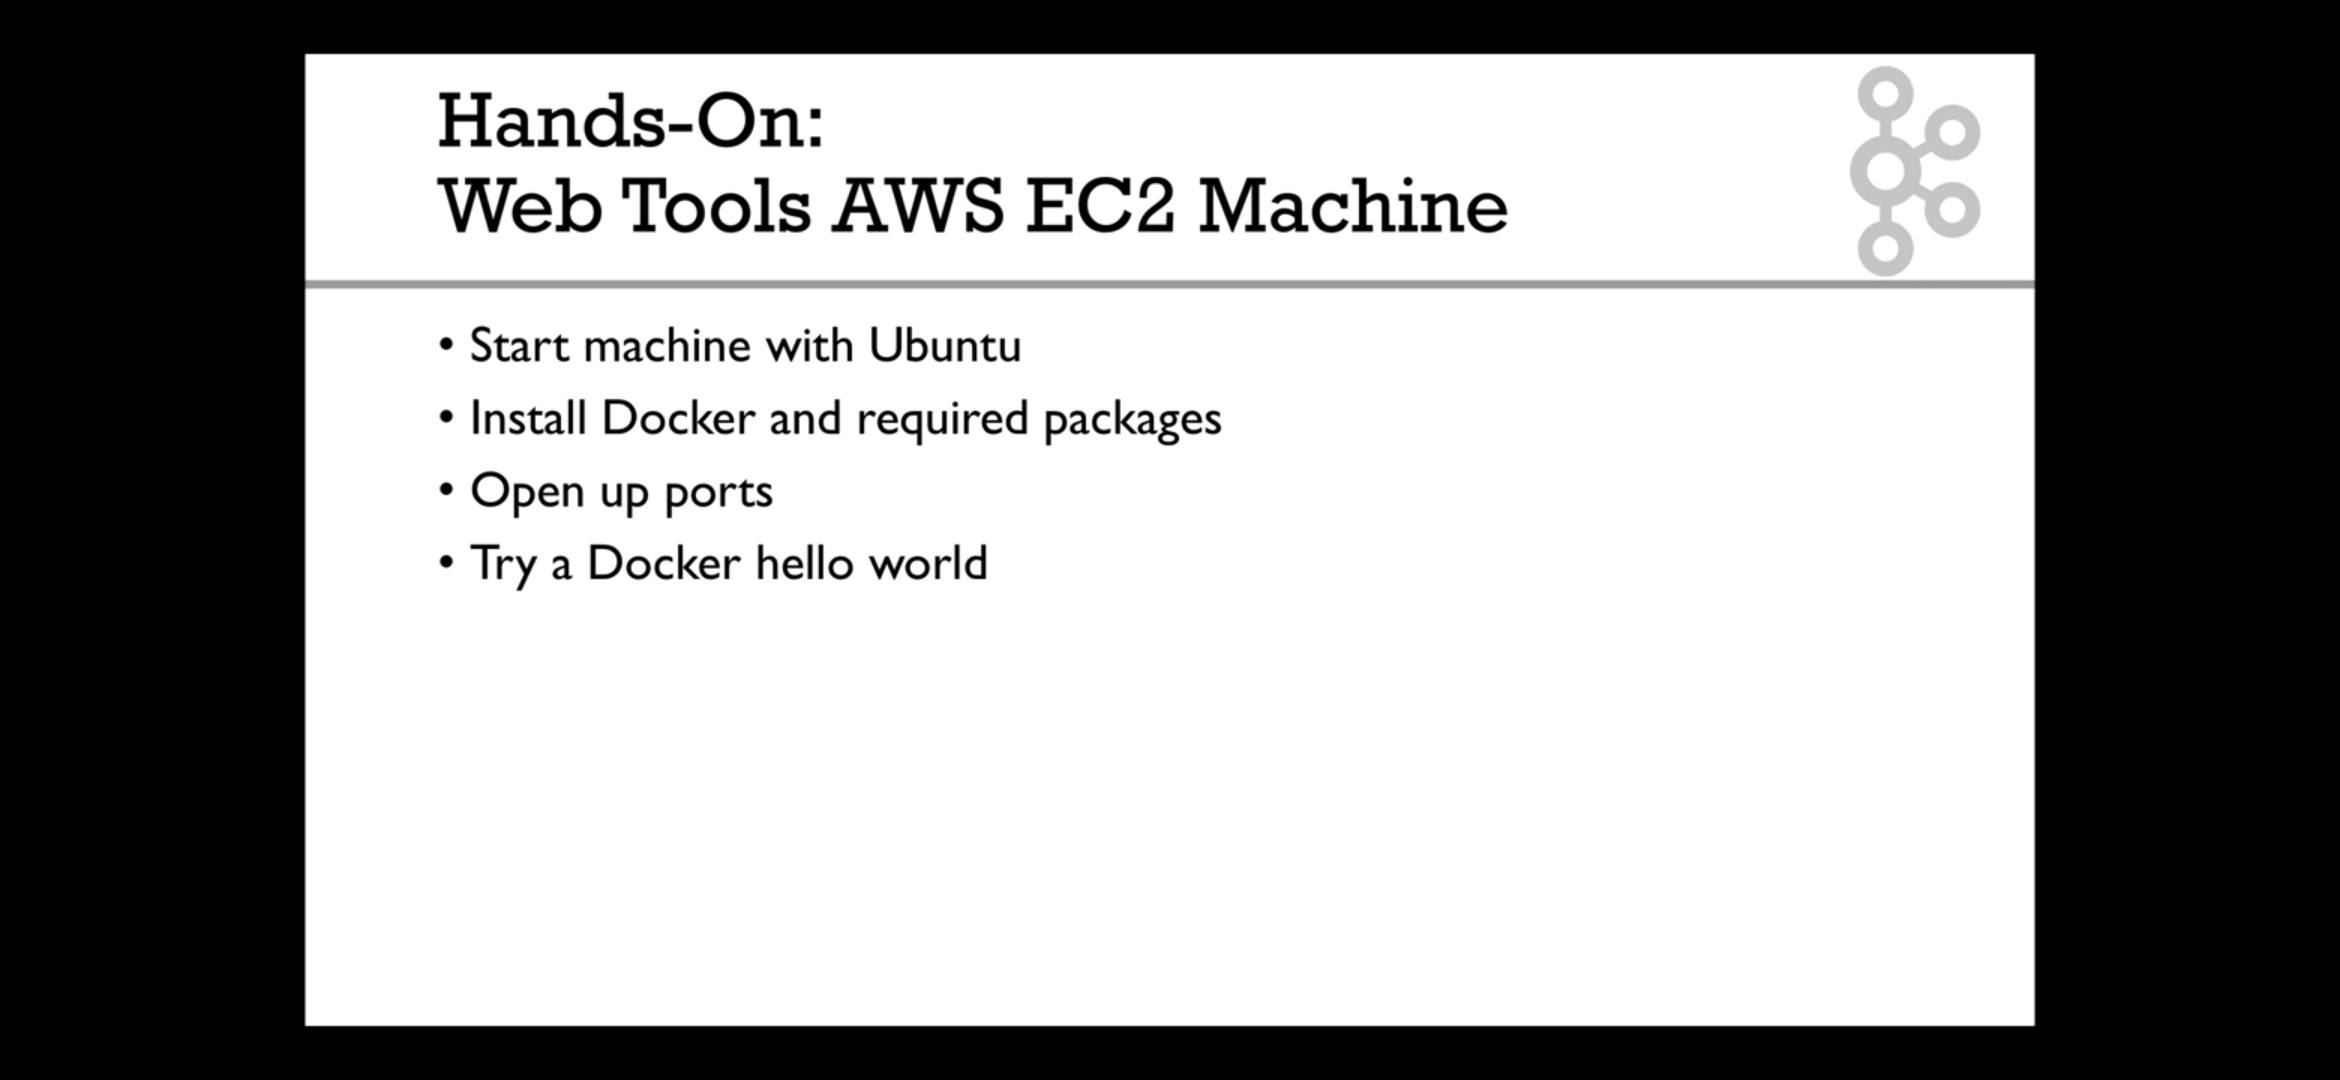 Hands-On:
Web Tools AWS EC2 Machine
• Start machine with Ubuntu
• Install Docker and required packages
• Open up ports
• Try a Docker hello world